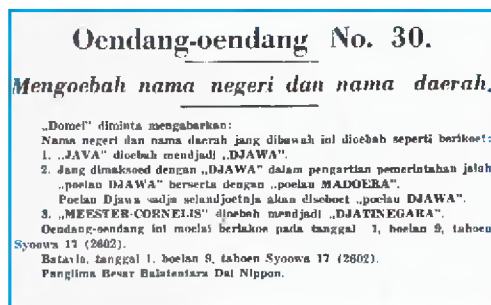 Oendang-oendang No. 30.
Mengoebah nama negeri dan nama daerah.
„Domei” diminta mengabarkan:
Nama negeri dan nama daerah jang dibawah ini dioebah seperti berikoet:
1. „JAVA” dioebah mendjadi „DJAWA”.
2. Jang dimaksoed dengan „DJAWA” dalam pengartian pemerintahan jalah
„poelau DJAWA” berserta dengan „poelau MADOERA”.
Poelau Djawa sadja selandjoetnja akan diseboet „poelau DJAWA”.
3. „MEESTER-CORNELIS” dioebah mendjadi „DJATINEGARA”.
Oendang-oendang ini moelai berlakoe pada tanggal 1, boelan 9, tahoen
Syoowa 17 (2602).
Batavia, tanggal 1, boelan 9, tahoen Syoowa 17 (2602).
Panglima Besar Balatentara Dai Nippon.